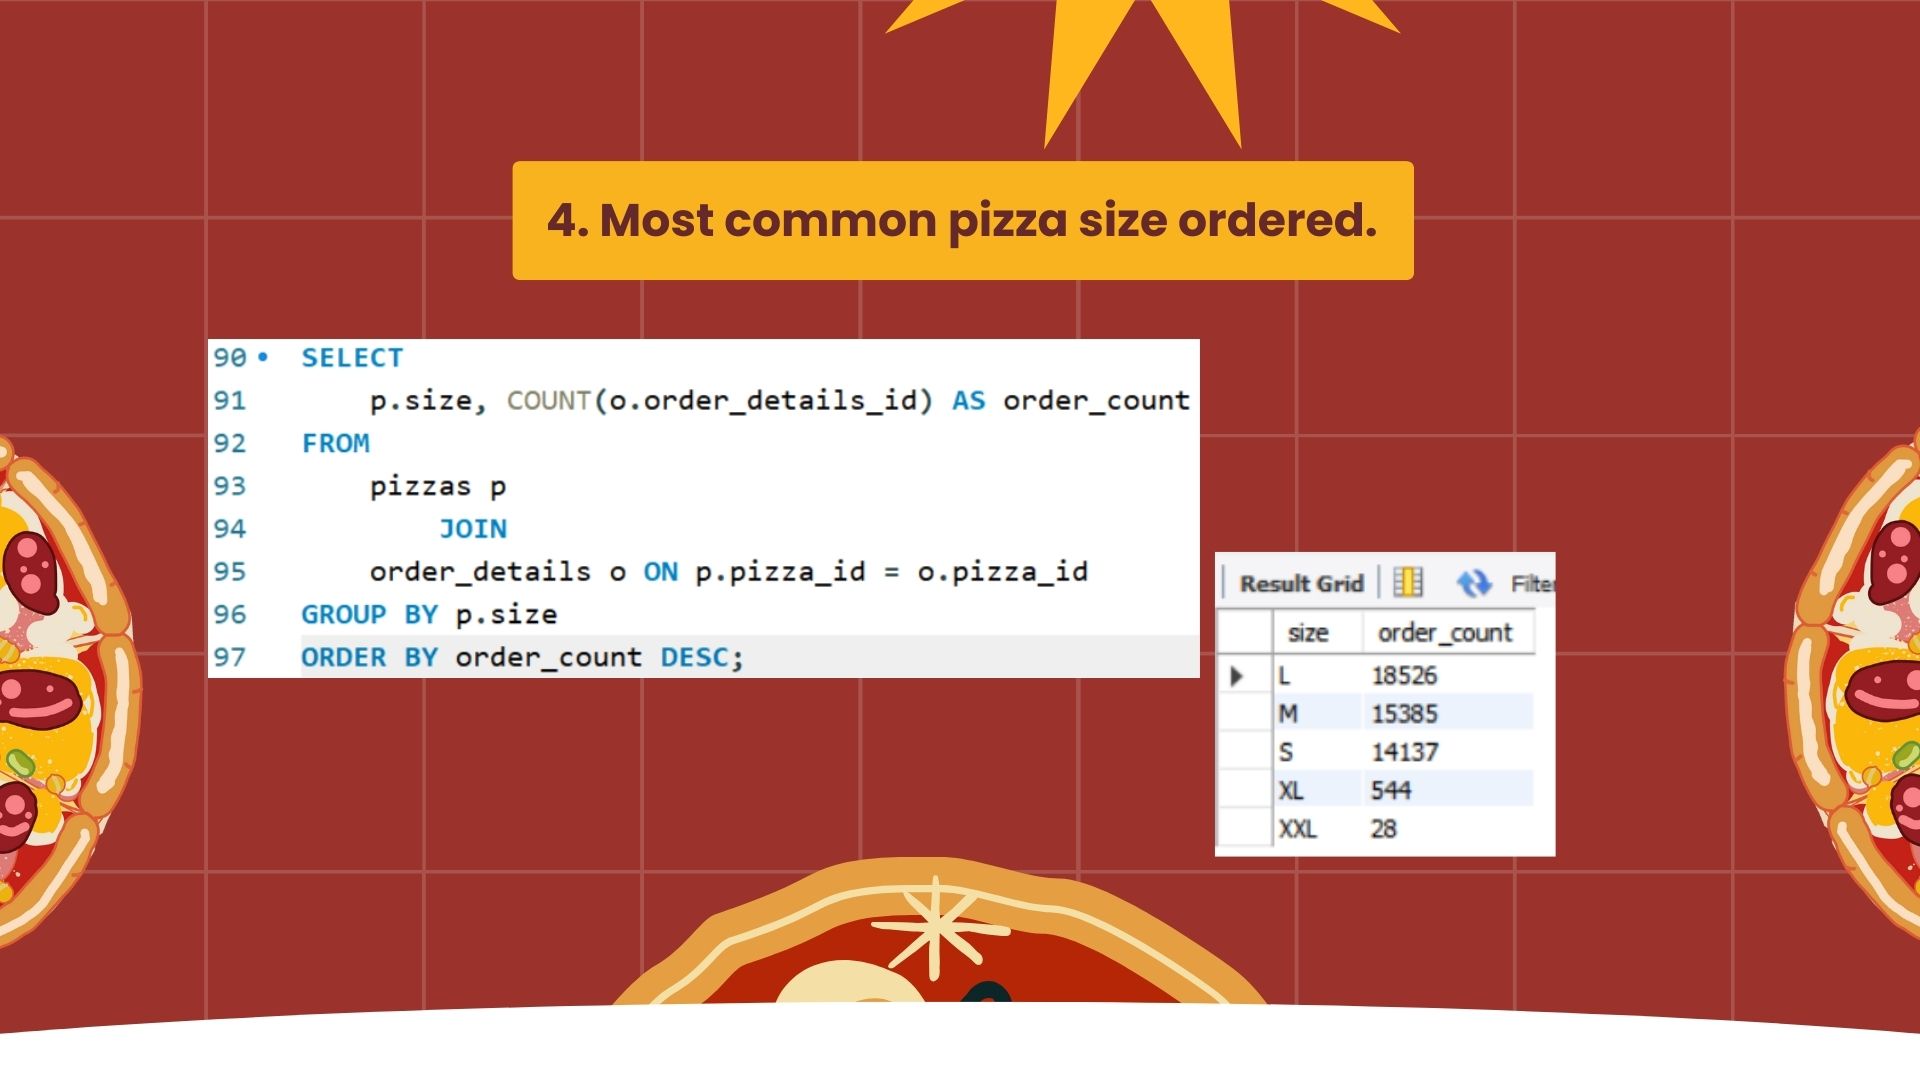 4. Most common pizza size ordered.
90 • SELECT
91 p.size, COUNT(o.order_details_id) AS order_count
92 FROM
93 pizzas p
94 JOIN
95 order_details o ON p.pizza_id = o.pizza_id
96 GROUP BY p.size
97 ORDER BY order_count DESC;
Result Grid Filter
size order_count
L 18526
M 15385
S 14137
XL 544
XXL 28